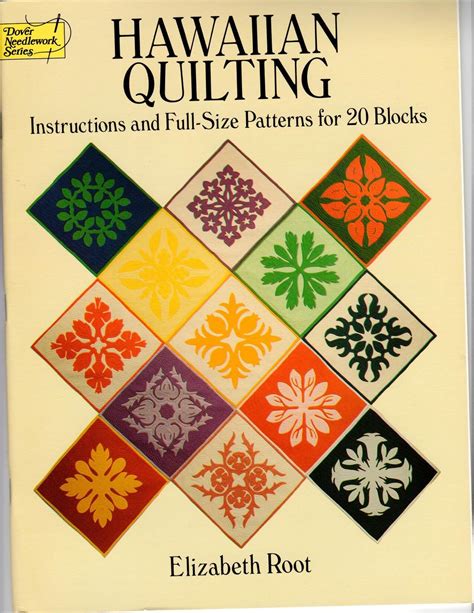 Dover
Needlework
Series
HAWAIIAN
QUILTING
Instructions and Full-Size Patterns for 20 Blocks
Elizabeth Root